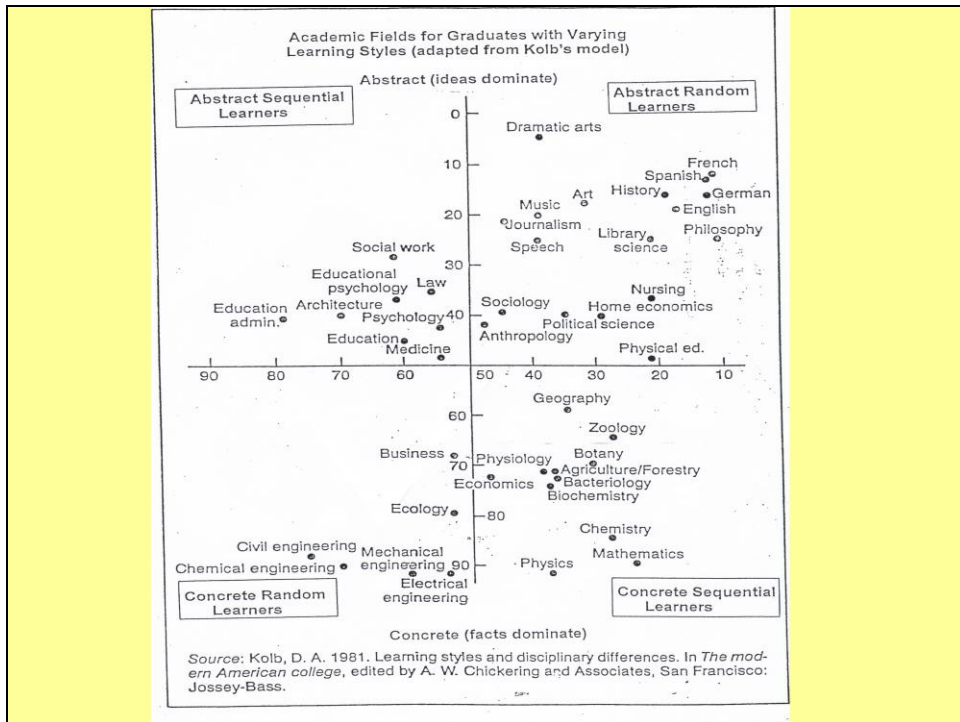 Academic Fields for Graduates with Varying
Learning Styles (adapted from Kolb's model)
Abstract (ideas dominate)
Abstract Sequential
Learners
Abstract Random
Learners
0
Dramatic arts
10
French
Spanish
History
German
Art
Music
English
20
Journalism
Speech
Library
science
Philosophy
Social work
30
Educational
psychology
Law
Nursing
Education
admin.
Architecture
Psychology
Sociology
Home economics
40
Political science
Anthropology
Education
Medicine
Physical ed.
90 80 70 60 50 40 30 20 10
Geography
60
Zoology
Business
Botany
Physiology
70
Agriculture/Forestry
Economics
Bacteriology
Biochemistry
Ecology
80
Chemistry
Civil engineering
Mechanical
engineering
Mathematics
Chemical engineering
90
Physics
Electrical
engineering
Concrete Random
Learners
Concrete Sequential
Learners
Concrete (facts dominate)
Source: Kolb, D. A. 1981. Learning styles and disciplinary differences. In The mod-
ern American college, edited by A. W. Chickering and Associates, San Francisco:
Jossey-Bass.